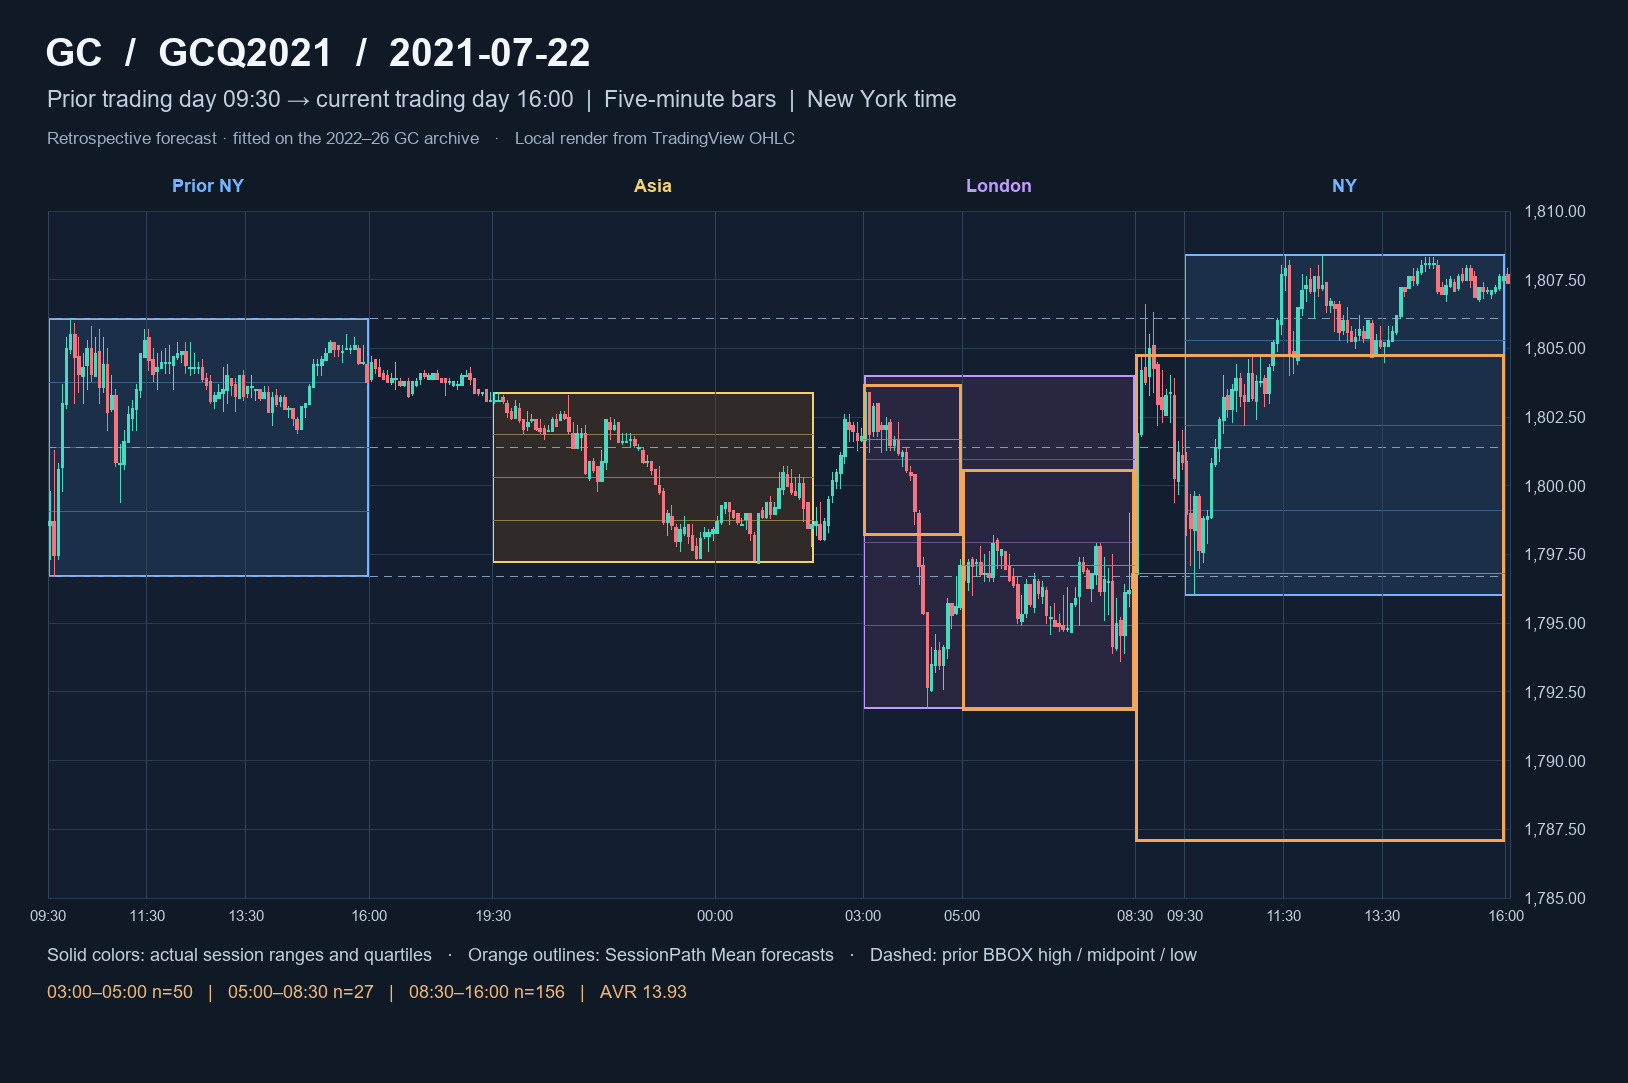 GC / GCQ2021 / 2021-07-22
Prior trading day 09:30 → current trading day 16:00 | Five-minute bars | New York time
Retrospective forecast · fitted on the 2022–26 GC archive · Local render from TradingView OHLC
Prior NY Asia London NY
1,810.00
1,807.50
1,805.00
1,802.50
1,800.00
1,797.50
1,795.00
1,792.50
1,790.00
1,787.50
1,785.00
09:30 11:30 13:30 16:00 19:30 00:00 03:00 05:00 08:30 09:30 11:30 13:30 16:00
Solid colors: actual session ranges and quartiles · Orange outlines: SessionPath Mean forecasts · Dashed: prior BBOX high / midpoint / low
03:00–05:00 n=50 | 05:00–08:30 n=27 | 08:30–16:00 n=156 | AVR 13.93